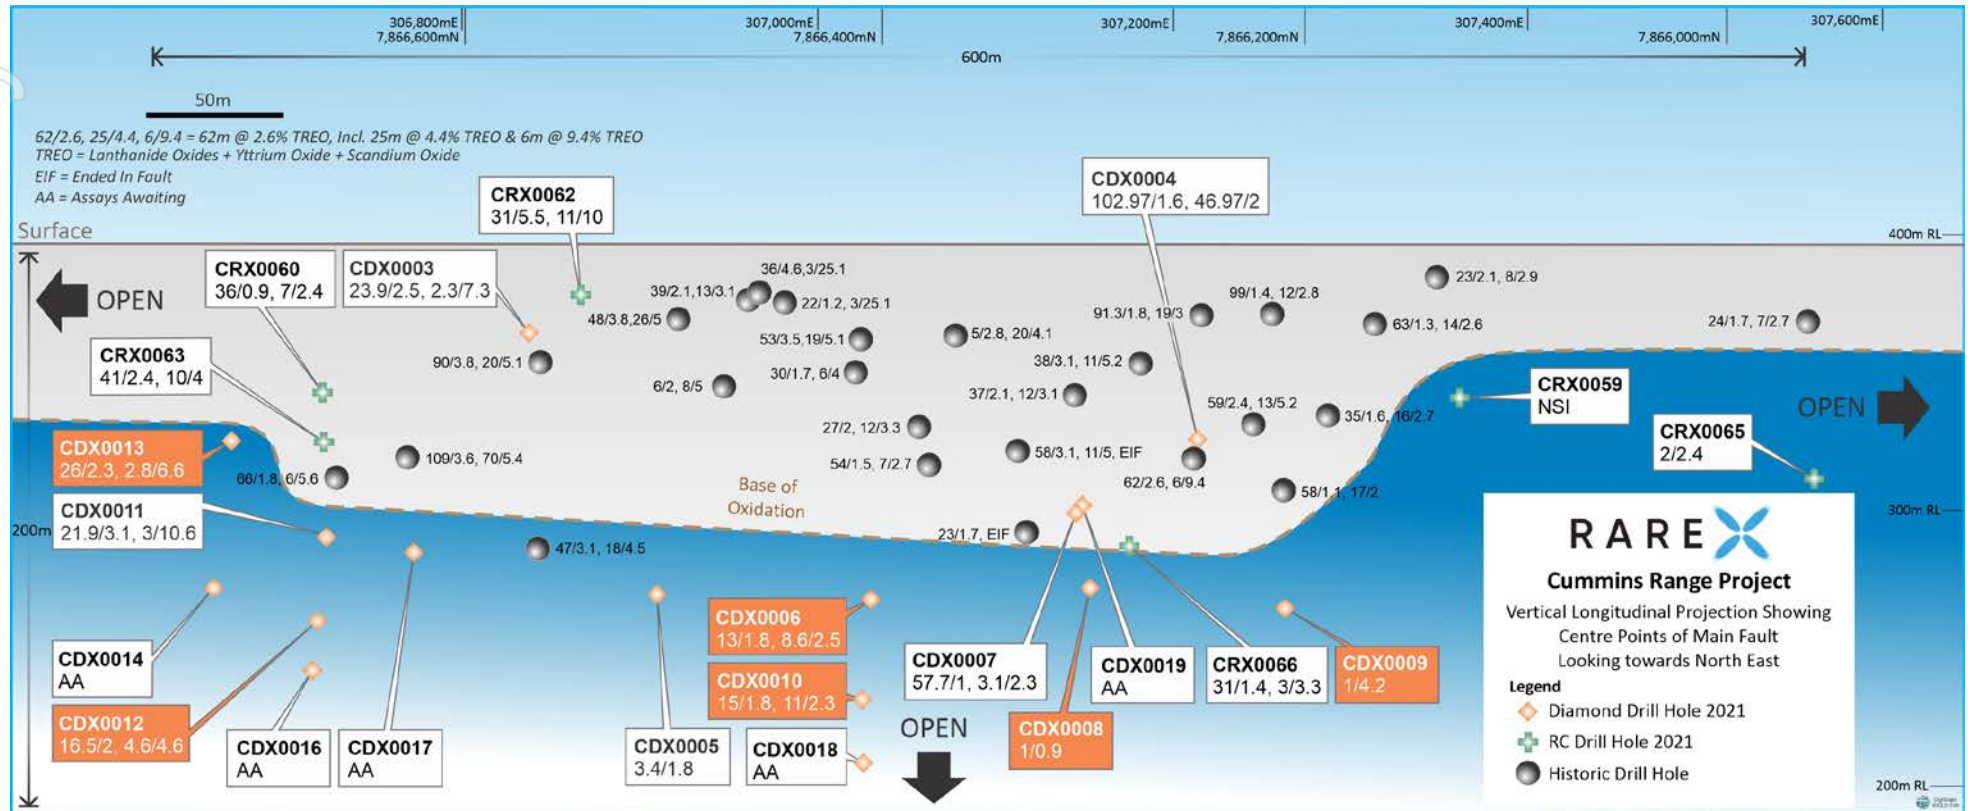 306,800mE
7,866,600mN
307,000mE
7,866,400mN
307,200mE
7,866,200mN
307,400mE
7,866,000mN
307,600mE
600m
50m
62/2.6, 25/4.4, 6/9.4 = 62m @ 2.6% TREO, Incl. 25m @ 4.4% TREO & 6m @ 9.4% TREO
TREO = Lanthanide Oxides + Yttrium Oxide + Scandium Oxide
EIF = Ended In Fault
AA = Assays Awaiting
CRX0062
31/5.5, 11/10
CDX0004
102.97/1.6, 46.97/2
Surface
400m RL
OPEN
CRX0060
36/0.9, 7/2.4
CDX0003
23.9/2.5, 2.3/7.3
36/4.6,3/25.1
39/2.1,13/3.1
22/1.2, 3/25.1
48/3.8,26/5
53/3.5,19/5.1
5/2.8, 20/4.1
91.3/1.8, 19/3
99/1.4, 12/2.8
23/2.1, 8/2.9
63/1.3, 14/2.6
24/1.7, 7/2.7
CRX0063
41/2.4, 10/4
90/3.8, 20/5.1
6/2, 8/5
30/1.7, 6/4
38/3.1, 11/5.2
37/2.1, 12/3.1
59/2.4, 13/5.2
35/1.6, 16/2.7
CRX0059
NSI
OPEN
CRX0065
2/2.4
CDX0013
26/2.3, 2.8/6.6
66/1.8, 6/5.6
109/3.6, 70/5.4
27/2, 12/3.3
54/1.5, 7/2.7
58/3.1, 11/5, EIF
62/2.6, 6/9.4
58/1.1, 17/2
Base of
Oxidation
CDX0011
21.9/3.1, 3/10.6
200m
47/3.1, 18/4.5
23/1.7, EIF
300m RL
CDX0014
AA
CDX0012
16.5/2, 4.6/4.6
CDX0016
AA
CDX0017
AA
CDX0005
3.4/1.8
CDX0006
13/1.8, 8.6/2.5
CDX0010
15/1.8, 11/2.3
CDX0018
AA
OPEN
CDX0007
57.7/1, 3.1/2.3
CDX0008
1/0.9
CDX0019
AA
CRX0066
31/1.4, 3/3.3
CDX0009
1/4.2
RAREX
Cummins Range Project
Vertical Longitudinal Projection Showing
Centre Points of Main Fault
Looking towards North East
Legend
Diamond Drill Hole 2021
RC Drill Hole 2021
Historic Drill Hole
200m RL